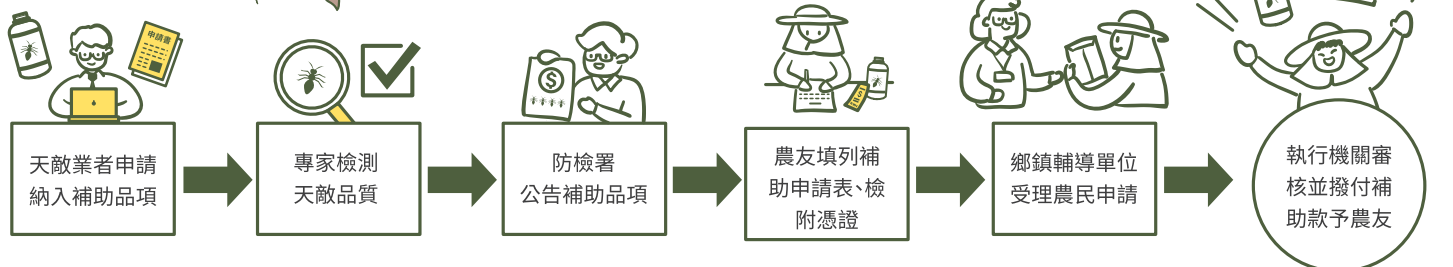 申請書
天敵業者申請
納入補助品項
專家檢測
天敵品質
防檢署
公告補助品項
農友填列補
助申請表、檢
附憑證
鄉鎮輔導單位
受理農民申請
執行機關審
核並撥付補
助款予農友
$